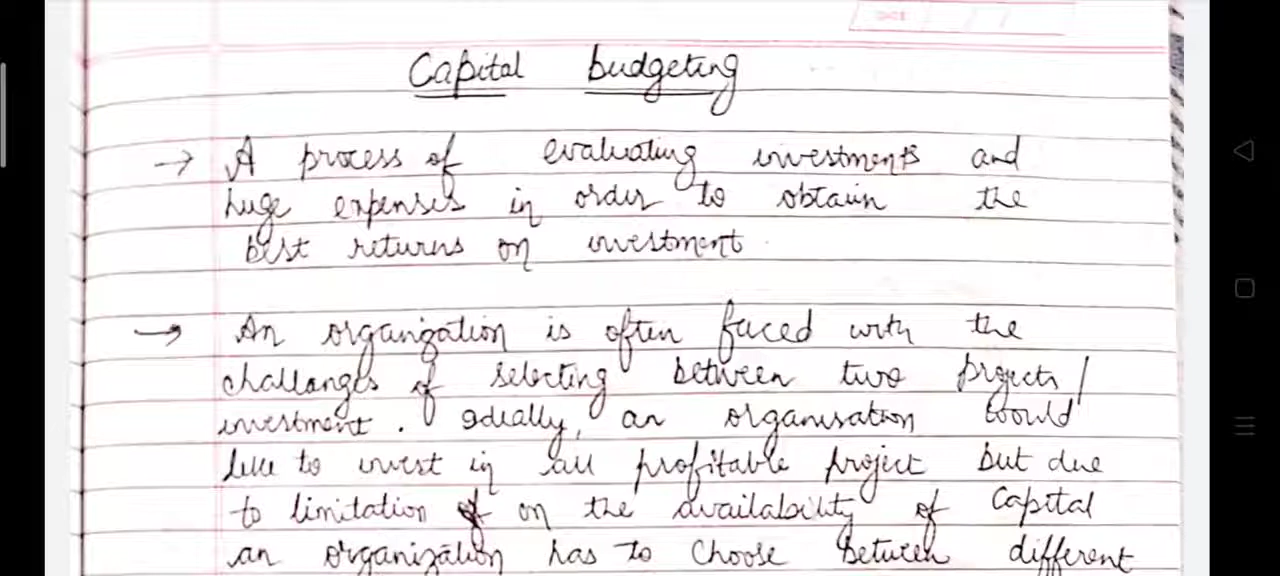 Capital budgeting
→ A process of evaluating investments and
huge expenses in order to obtain the
best returns on investment.
→ An organization is often faced with the
challanges of selecting between two projects /
investment. Ideally, an organisation would
like to invest in all profitable project but due
to limitation on the availability of Capital
an organization has to choose between different